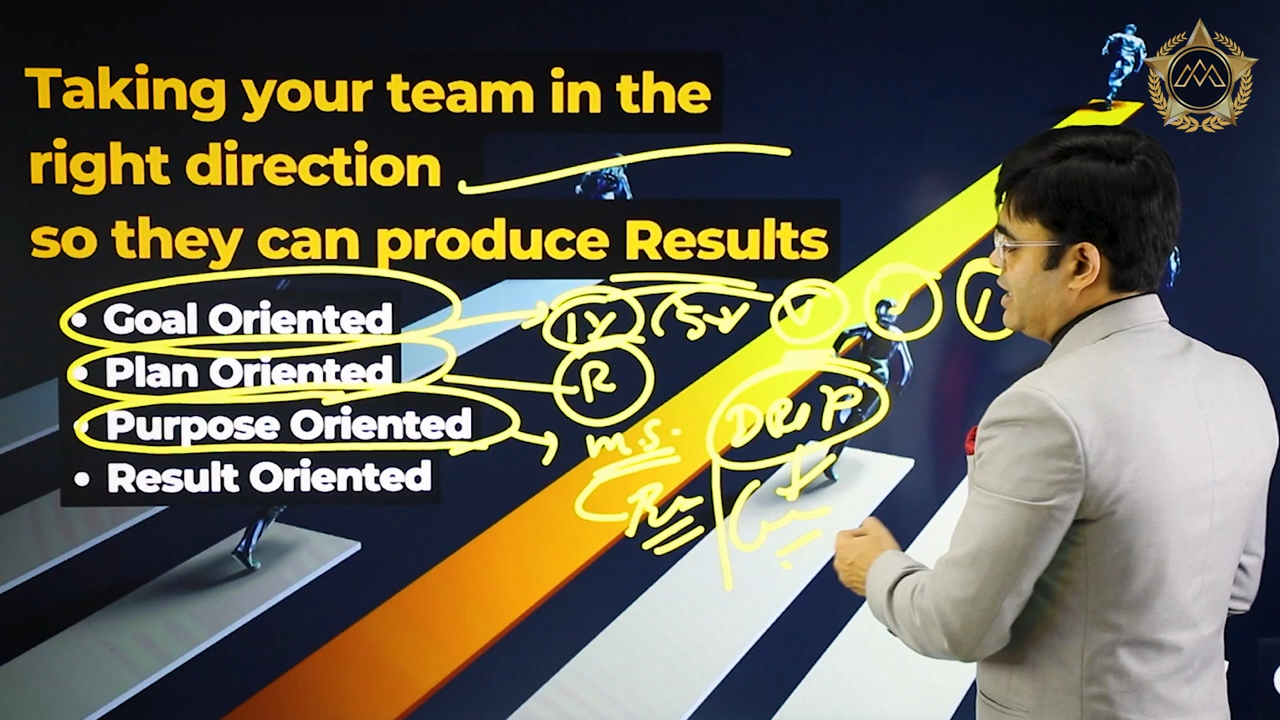 Taking your team in the
right direction
so they can produce Results
• Goal Oriented
• Plan Oriented
• Purpose Oriented
• Result Oriented
R
m.s.